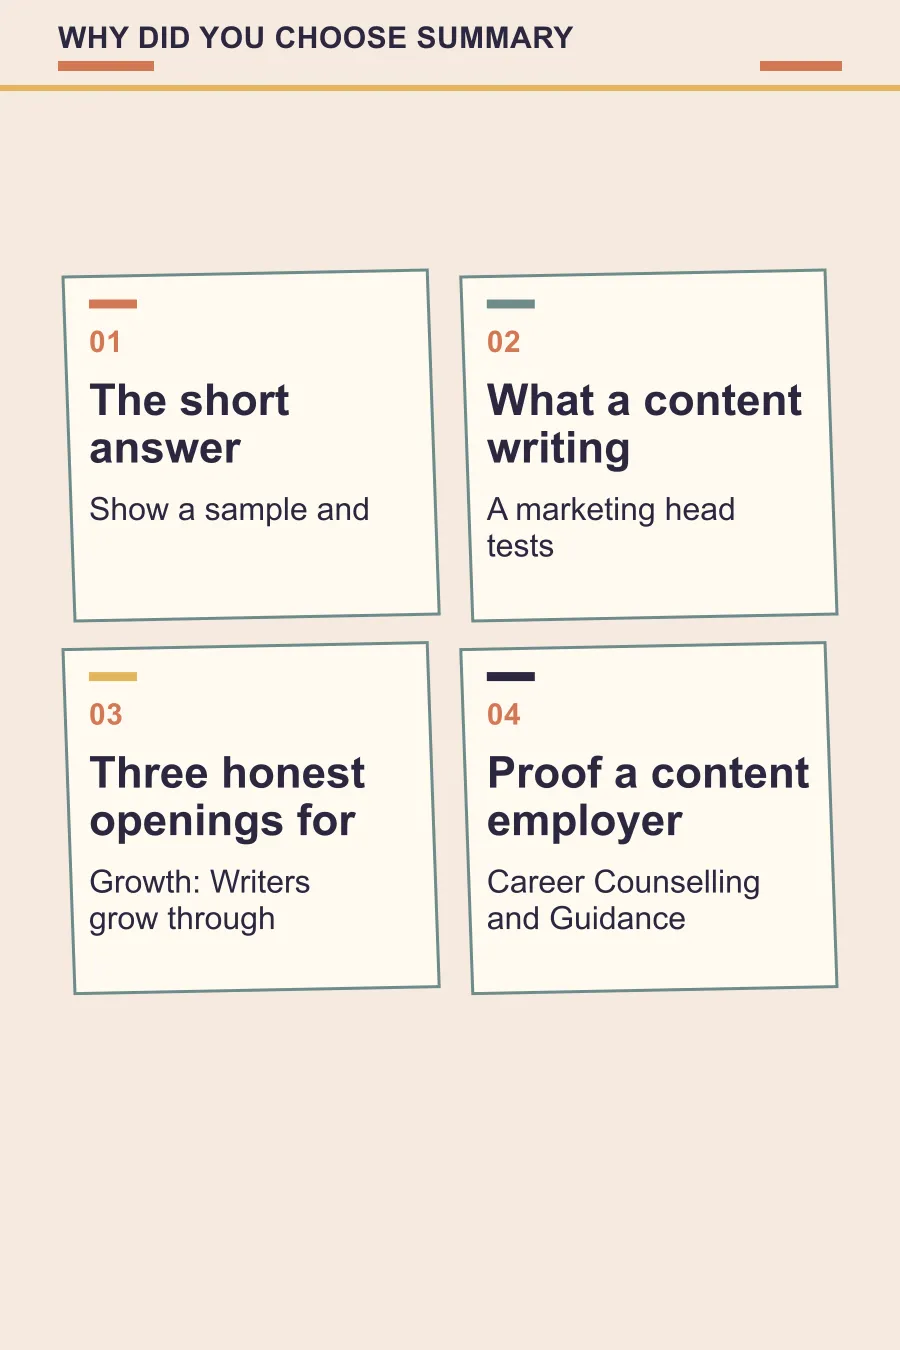 WHY DID YOU CHOOSE SUMMARY
01
The short
answer
Show a sample and
02
What a content
writing
A marketing head
tests
03
Three honest
openings for
Growth: Writers
grow through
04
Proof a content
employer
Career Counselling
and Guidance